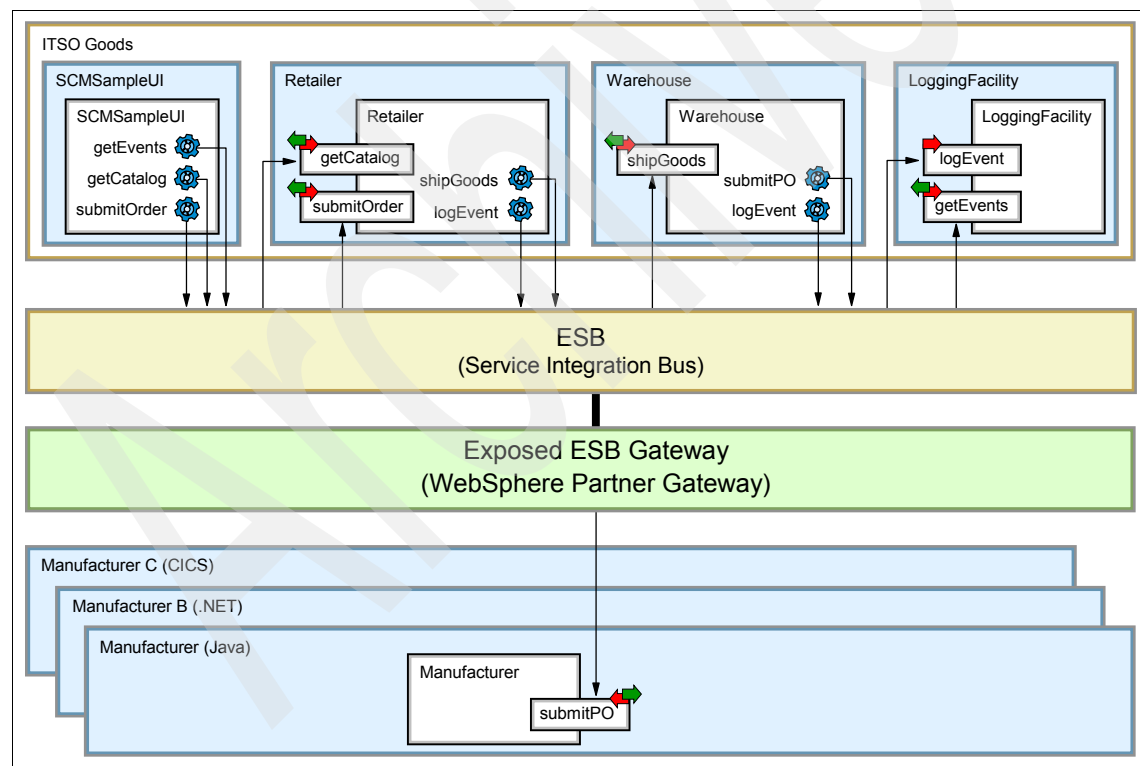 ITSO Goods
SCMSampleUI
SCMSampleUI
getEvents
getCatalog
submitOrder
Retailer
Retailer
getCatalog
submitOrder
shipGoods
logEvent
Warehouse
Warehouse
shipGoods
submitPO
logEvent
LoggingFacility
LoggingFacility
logEvent
getEvents
ESB
(Service Integration Bus)
Exposed ESB Gateway
(WebSphere Partner Gateway)
Manufacturer C (CICS)
Manufacturer B (.NET)
Manufacturer (Java)
Manufacturer
submitPO